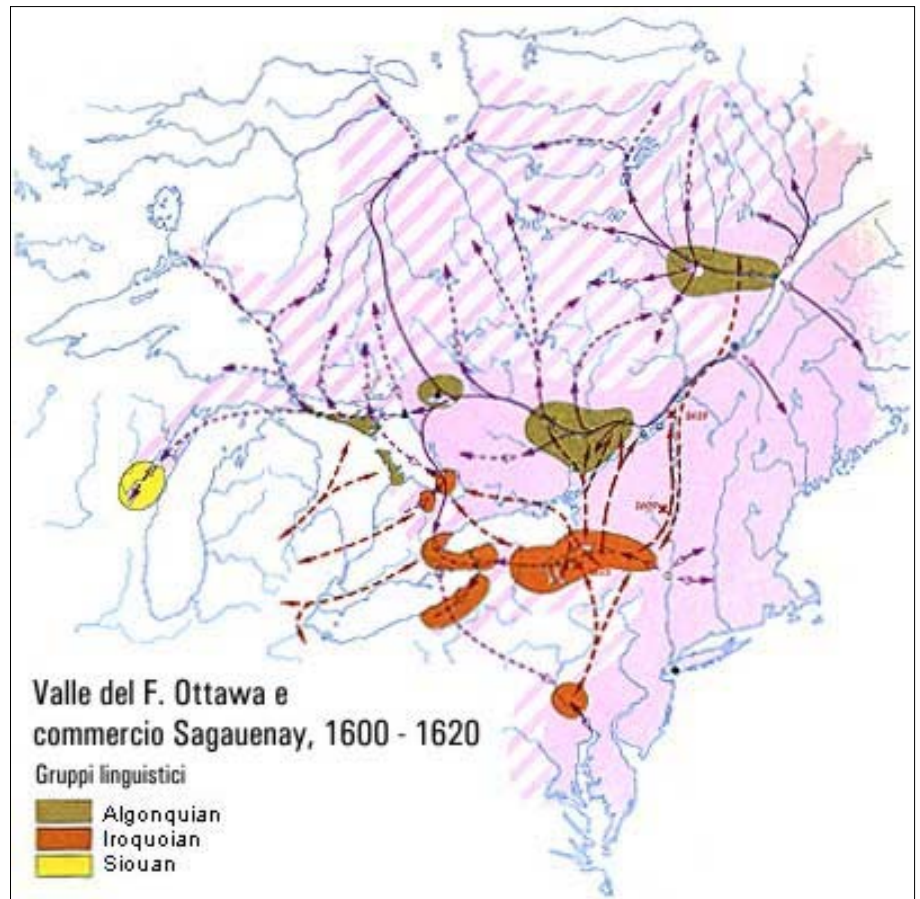 Valle del F. Ottawa e
commercio Sagauenay, 1600 - 1620
Gruppi linguistici
Algonquian
Iroquoian
Siouan